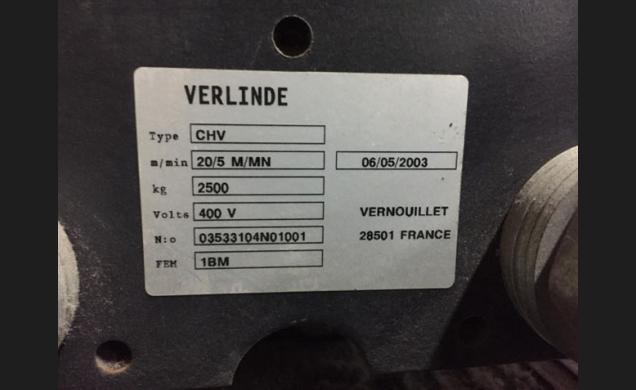 VERLINDE
Type CHV
m/min 20/5 M/MN 06/05/2003
kg 2500
Volts 400 V VERNOUILLET
N:o 03533104N01001 28501 FRANCE
FEM 1BM